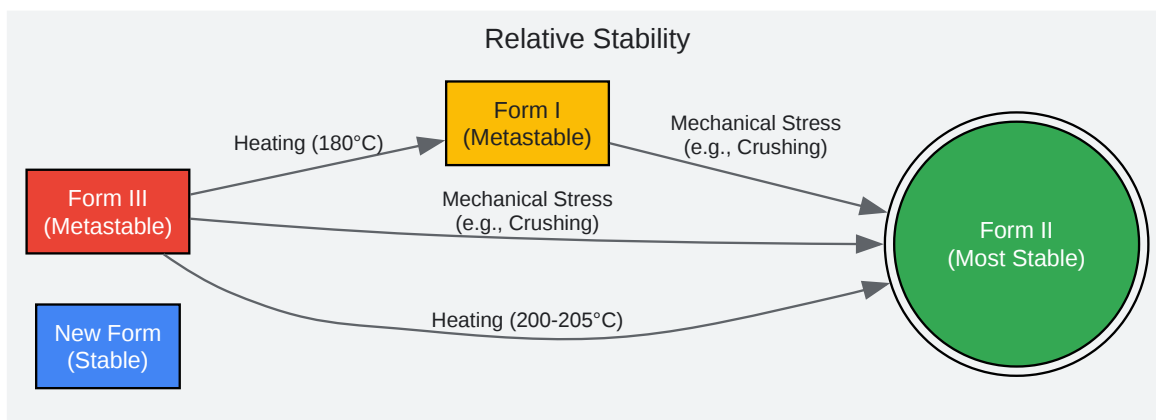 Relative Stability
Form I
(Metastable)
Mechanical Stress
(e.g., Crushing)
Heating (180°C)
Form III
(Metastable)
Mechanical Stress
(e.g., Crushing)
Form II
(Most Stable)
Heating (200-205°C)
New Form
(Stable)